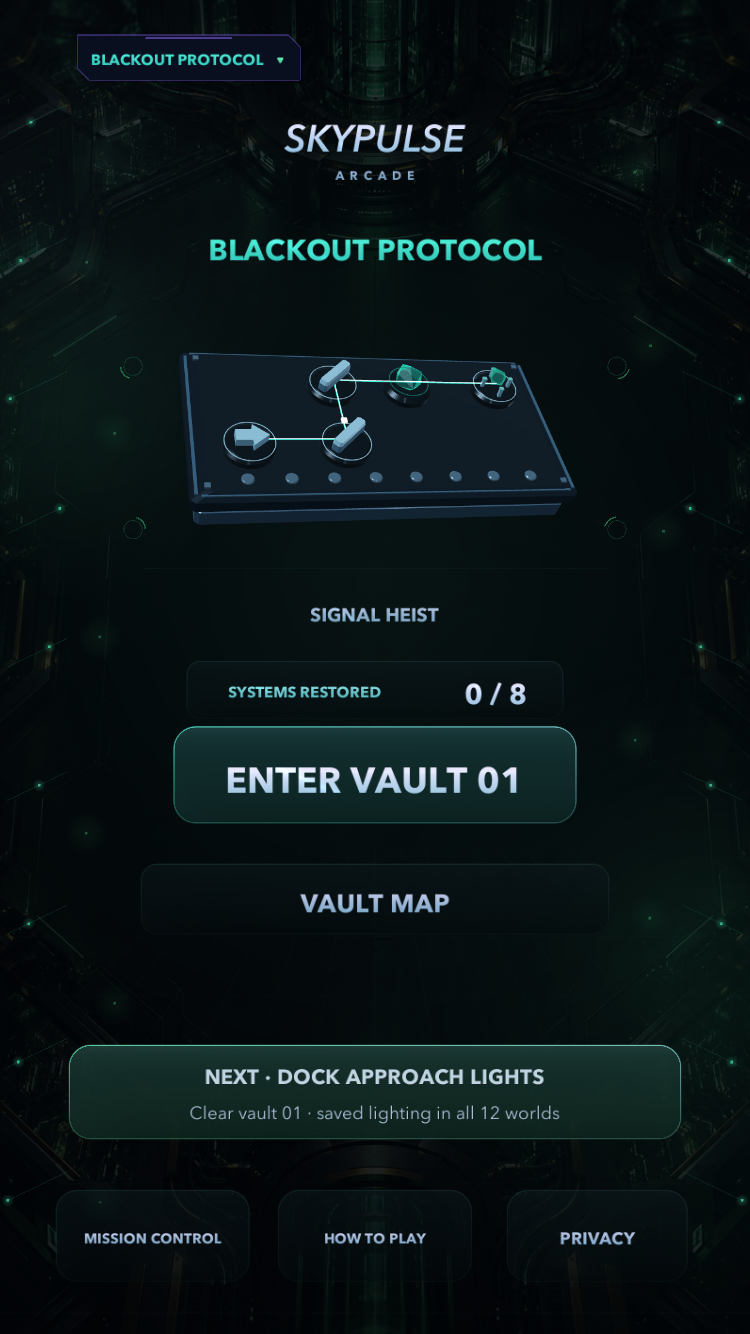 BLACKOUT PROTOCOL ▼
SKYPULSE
ARCADE
BLACKOUT PROTOCOL
SIGNAL HEIST
SYSTEMS RESTORED 0 / 8
ENTER VAULT 01
VAULT MAP
NEXT · DOCK APPROACH LIGHTS
Clear vault 01 · saved lighting in all 12 worlds
MISSION CONTROL
HOW TO PLAY
PRIVACY